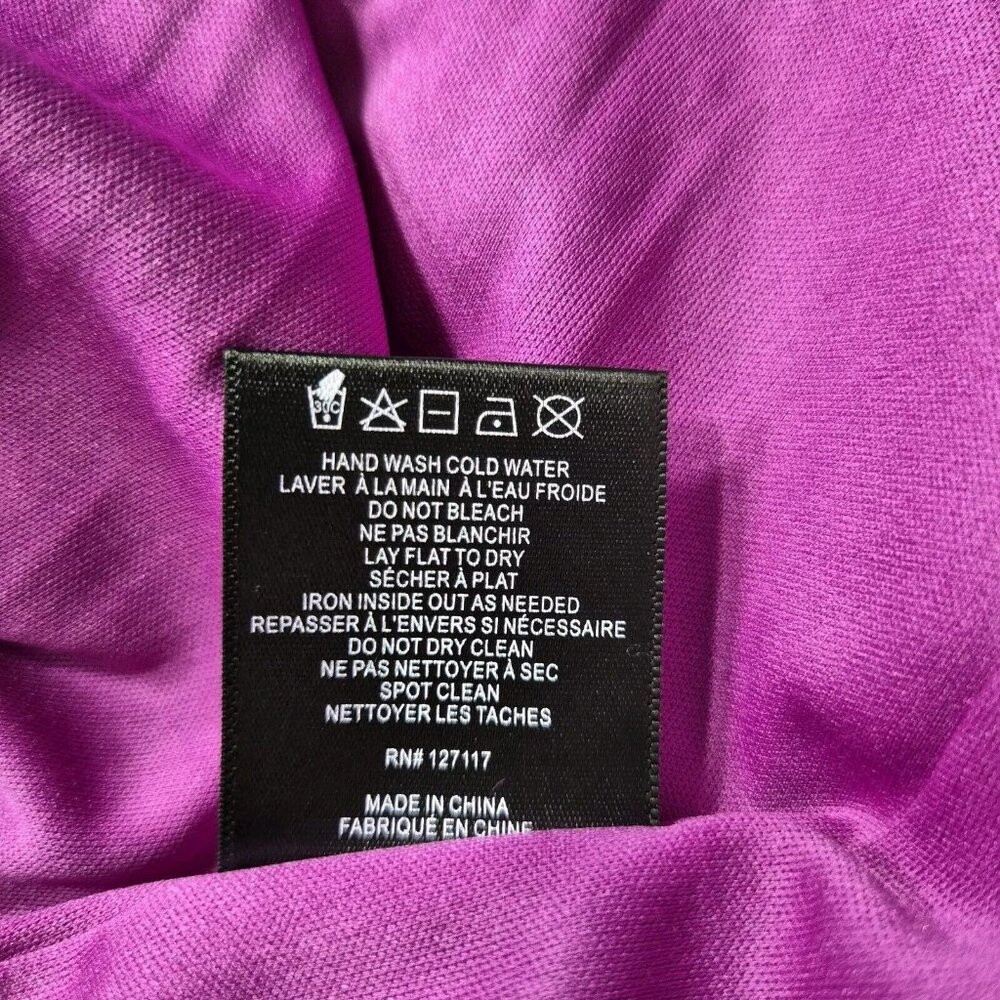 30C
HAND WASH COLD WATER
LAVER À LA MAIN À L'EAU FROIDE
DO NOT BLEACH
NE PAS BLANCHIR
LAY FLAT TO DRY
SÉCHER À PLAT
IRON INSIDE OUT AS NEEDED
REPASSER À L'ENVERS SI NÉCESSAIRE
DO NOT DRY CLEAN
NE PAS NETTOYER À SEC
SPOT CLEAN
NETTOYER LES TACHES
RN# 127117
MADE IN CHINA
FABRIQUÉ EN CHINE